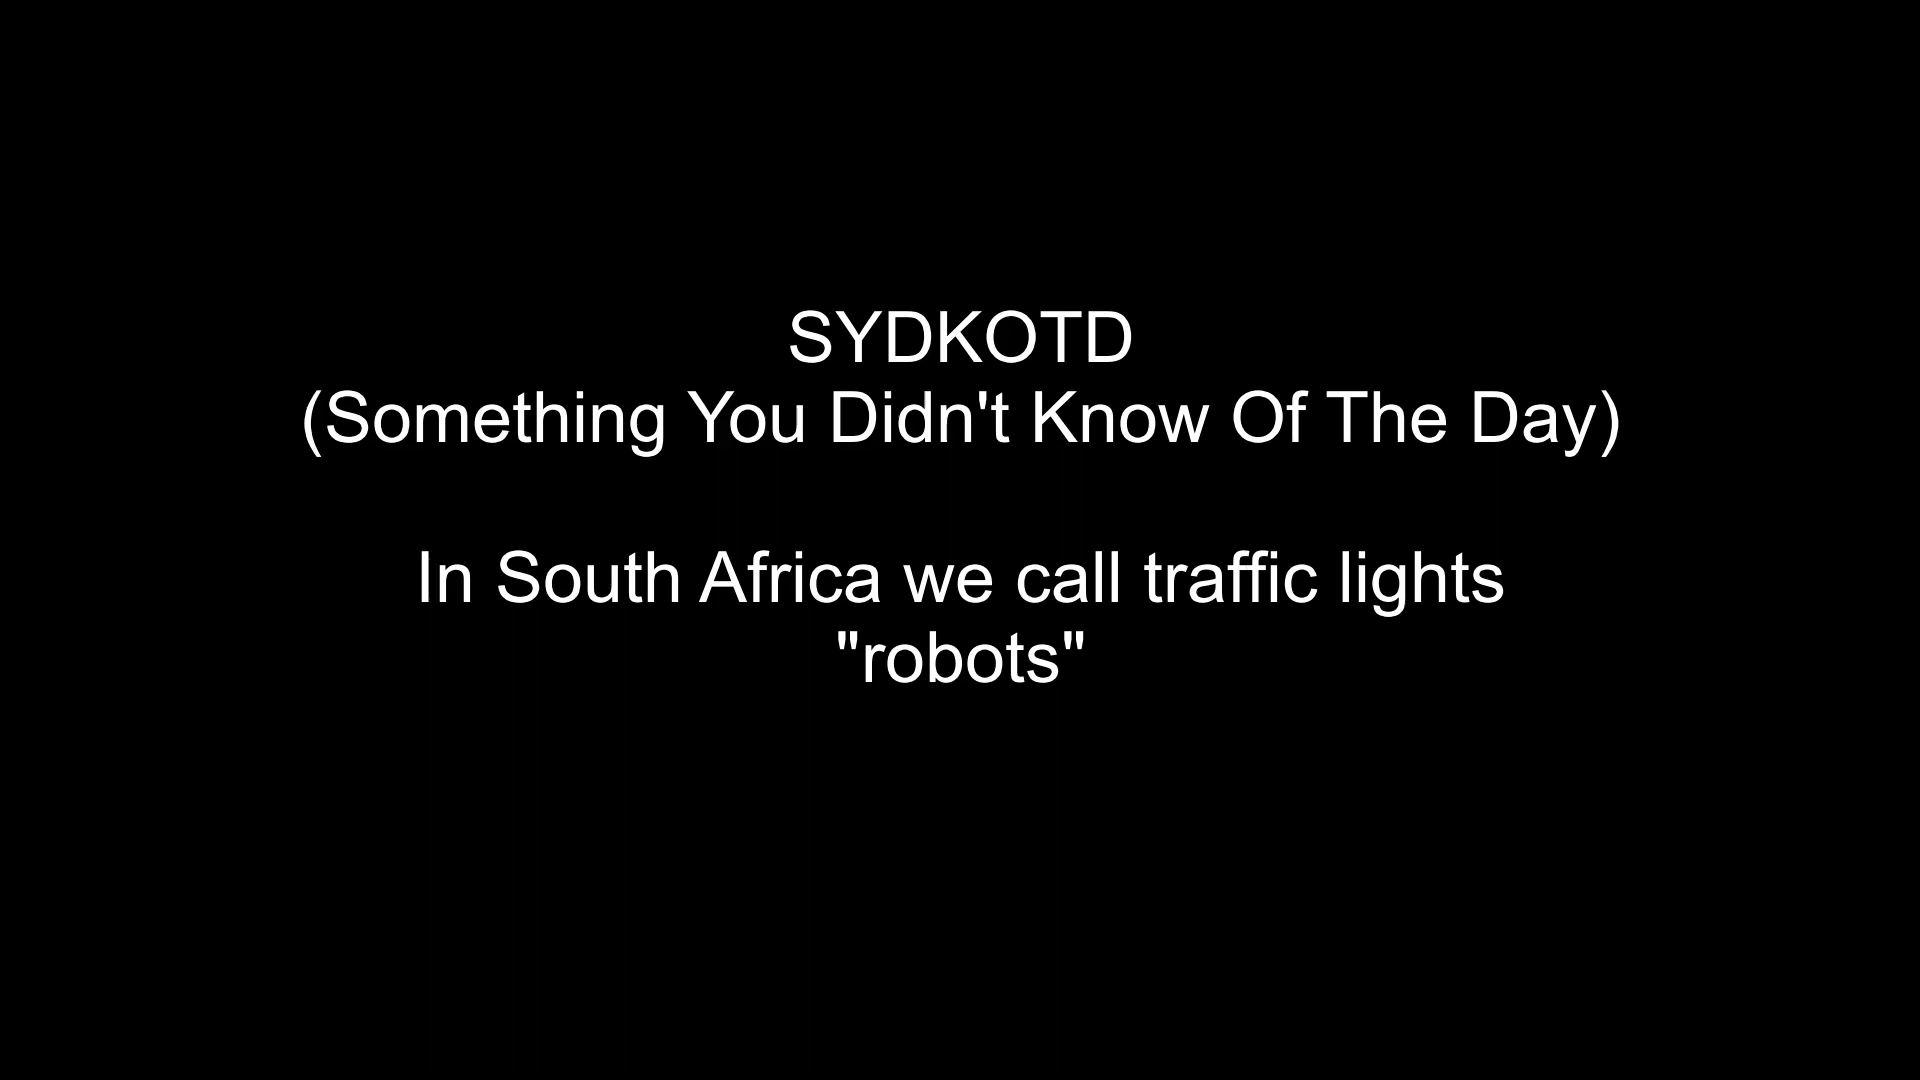 SYDKOTD
(Something You Didn't Know Of The Day)
In South Africa we call traffic lights
"robots"